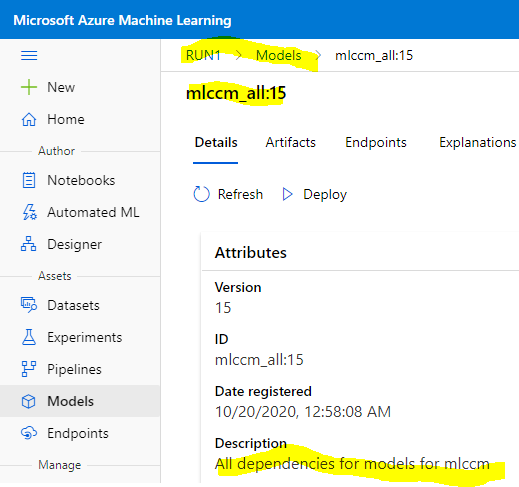 Microsoft Azure Machine Learning
RUN1 > Models > mlccm_all:15
New
Home
Author
Notebooks
Automated ML
Designer
Assets
Datasets
Experiments
Pipelines
Models
Endpoints
Manage
mlccm_all:15
Details Artifacts Endpoints Explanations
Refresh Deploy
Attributes
Version
15
ID
mlccm_all:15
Date registered
10/20/2020, 12:58:08 AM
Description
All dependencies for models for mlccm